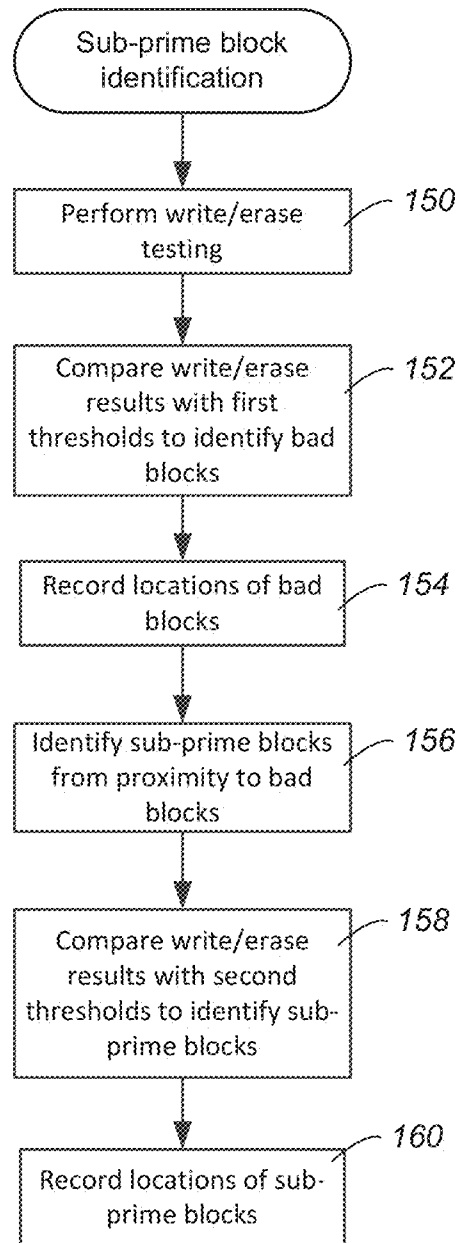 Sub-prime block
identification
150
Perform write/erase
testing
152
Compare write/erase
results with first
thresholds to identify bad
blocks
154
Record locations of bad
blocks
156
Identify sub-prime blocks
from proximity to bad
blocks
158
Compare write/erase
results with second
thresholds to identify sub-
prime blocks
160
Record locations of sub-
prime blocks